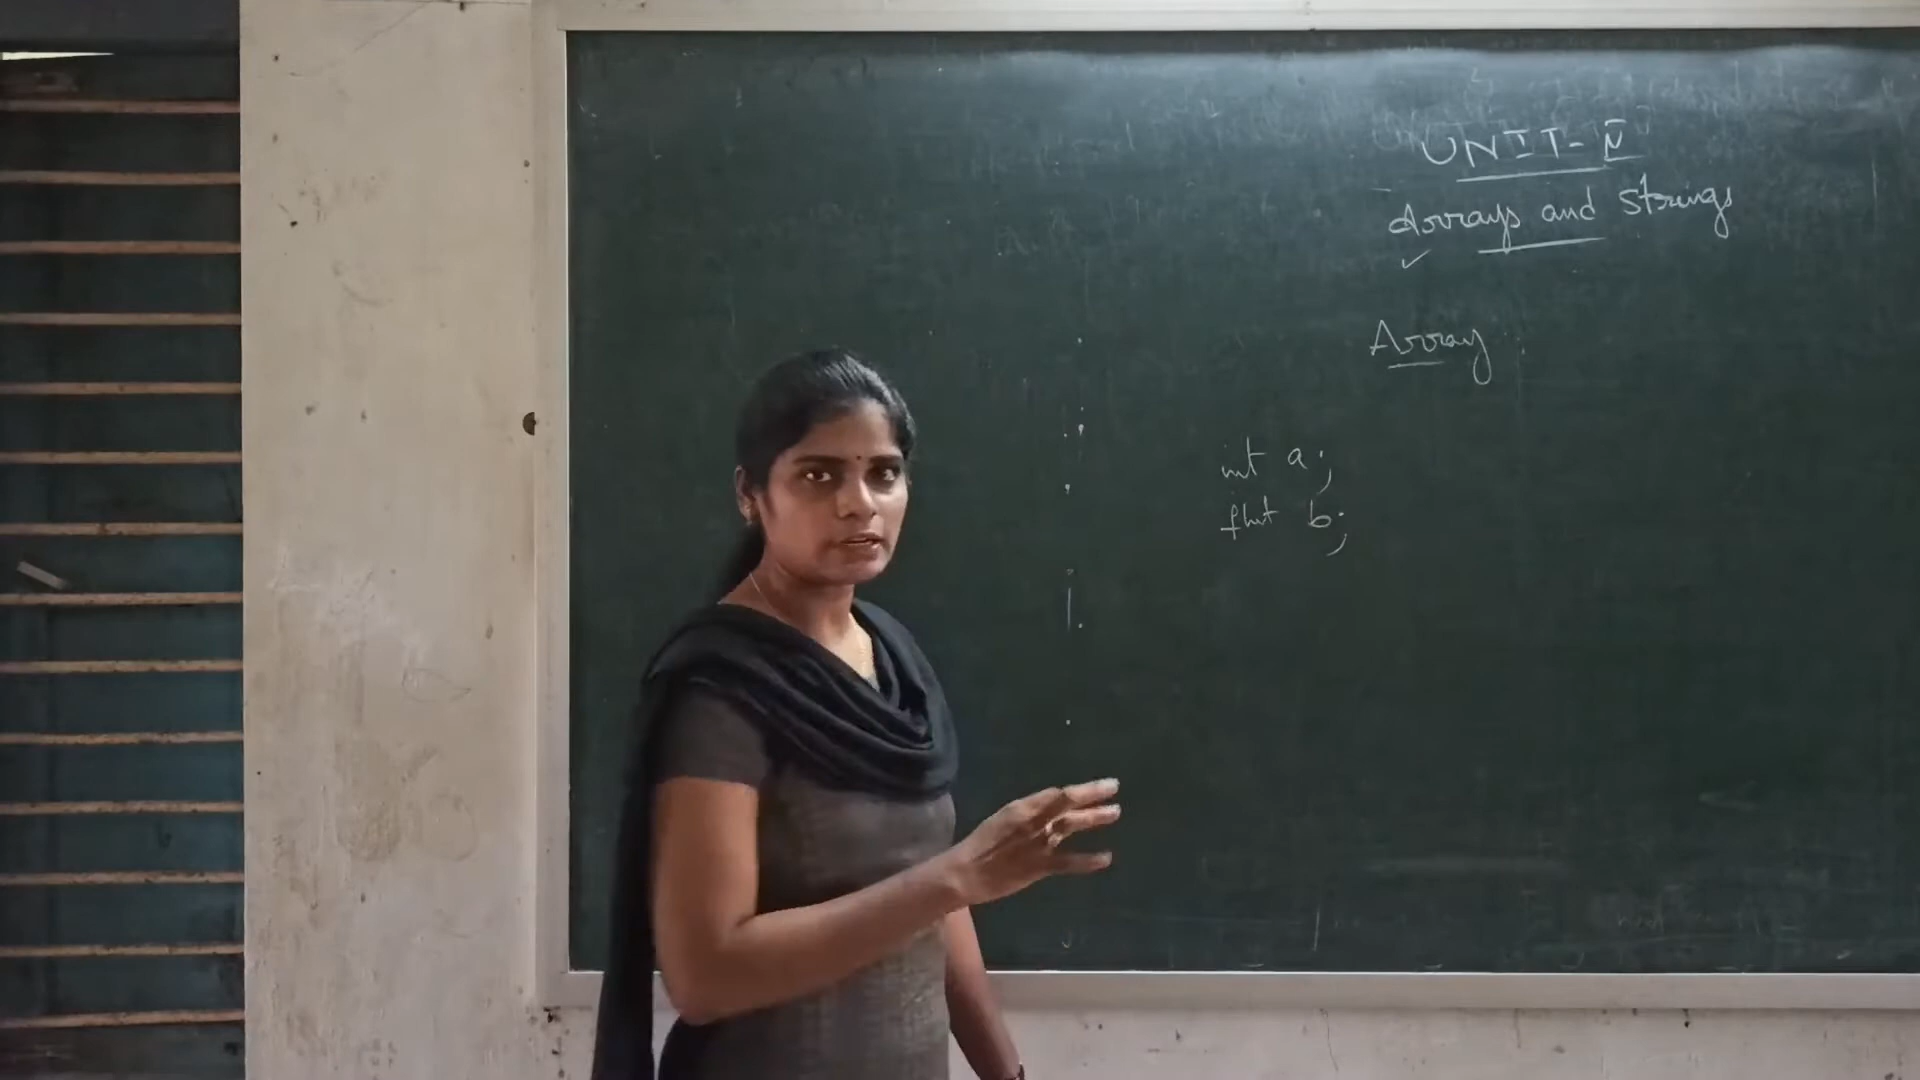 UNIT-IV
Arrays and Strings
Array :
int a;
float b;